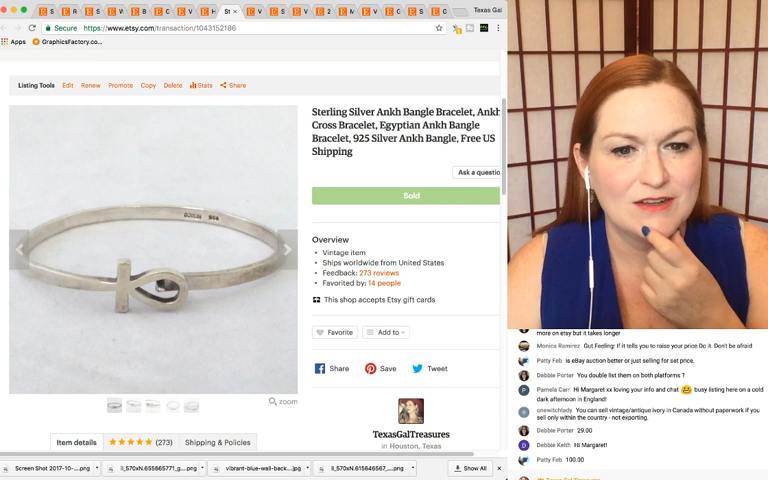 Texas Gal
Secure https://www.etsy.com/transaction/1043152186
Apps GraphicsFactory.co...
Listing Tools Edit Renew Promote Copy Delete Stats Share
Sterling Silver Ankh Bangle Bracelet, Ankh
Cross Bracelet, Egyptian Ankh Bangle
Bracelet, 925 Silver Ankh Bangle, Free US
Shipping
Ask a questio
Sold
Overview
Vintage item
Ships worldwide from United States
Feedback: 273 reviews
Favorited by: 14 people
This shop accepts Etsy gift cards
Favorite Add to
Share Save Tweet
zoom
TexasGalTreasures
in Houston, Texas
Item details (273) Shipping & Policies
Screen Shot 2017-10-....png il_570xN.655665771_g....png vibrant-blue-wall-back....jpg il_570xN.615646567_....png Show All
more on etsy but it takes longer
Monica Ramirez Gut Feeling: If it tells you to raise your price Do it. Don't be afraid
Patty Feb is eBay auction better or just selling for set price.
Debbie Porter You double list them on both platforms ?
Pamela Carr Hi Margaret xx loving your info and chat busy listing here on a cold
dark afternoon in England!
onewitchlady You can sell vintage/antique ivory in Canada without paperwork if you
sell only within the country - not exporting.
Debbie Porter 29.00
Debbie Keith Hi Margaret!
Patty Feb 100.00